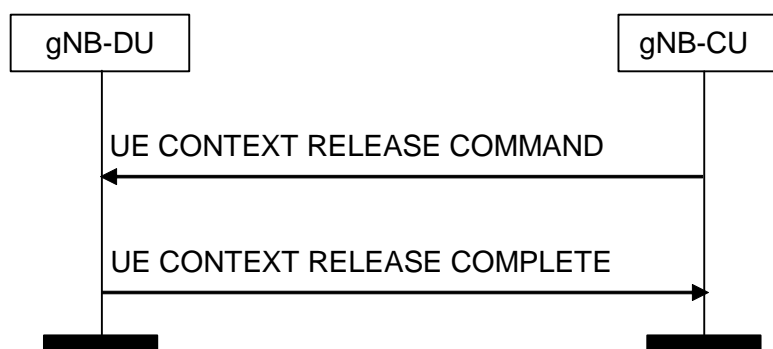 gNB-DU
gNB-CU
UE CONTEXT RELEASE COMMAND
UE CONTEXT RELEASE COMPLETE